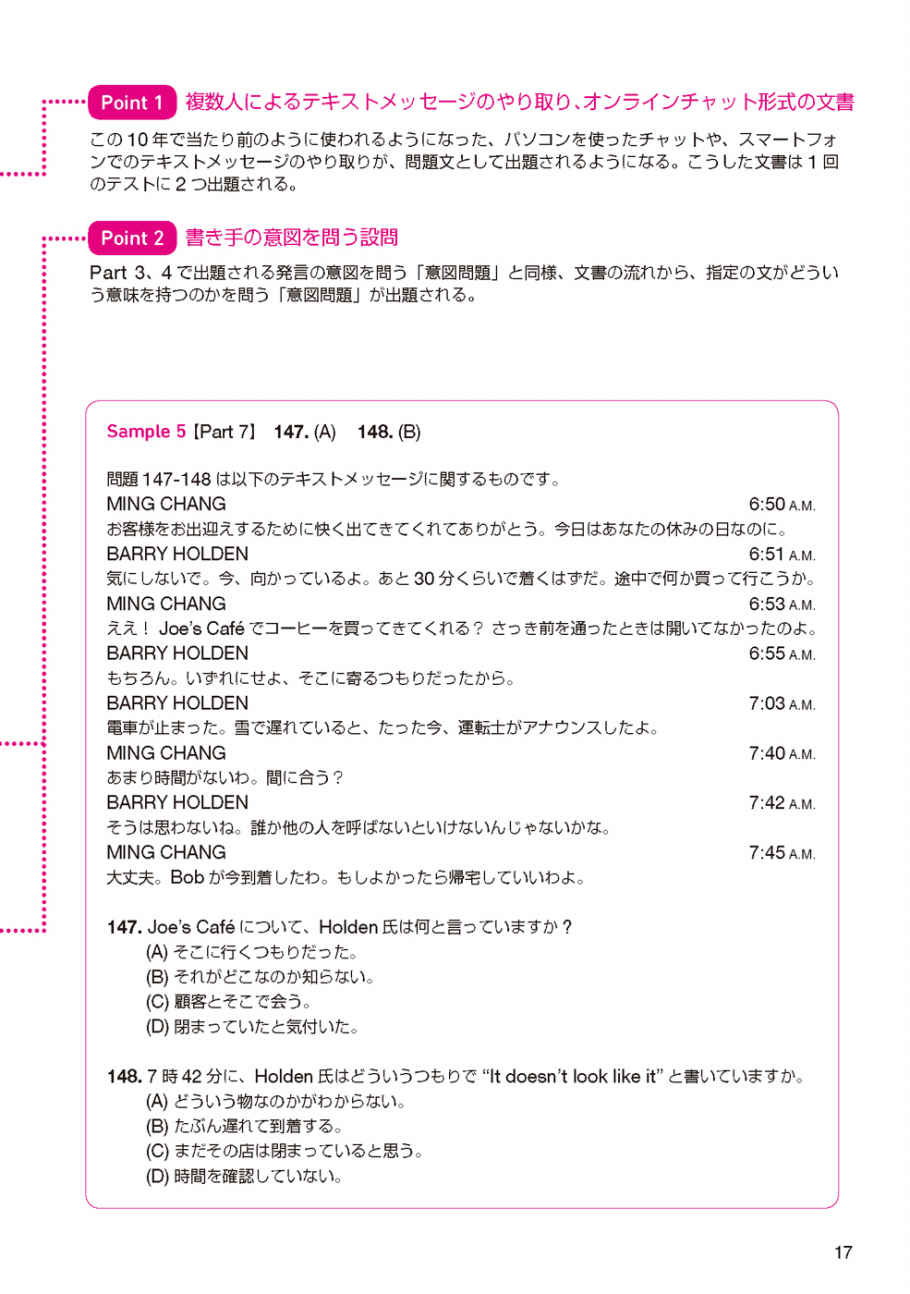 Point 1 複数人によるテキストメッセージのやり取り、オンラインチャット形式の文書
この 10 年で当たり前のように使われるようになった、パソコンを使ったチャットや、スマートフォ
ンでのテキストメッセージのやり取りが、問題文として出題されるようになる。こうした文書は 1 回
のテストに 2 つ出題される。
Point 2 書き手の意図を問う設問
Part 3、4 で出題される発言の意図を問う「意図問題」と同様、文書の流れから、指定の文がどうい
う意味を持つのかを問う「意図問題」が出題される。
Sample 5【Part 7】 147. (A) 148. (B)
問題 147-148 は以下のテキストメッセージに関するものです。
MING CHANG 6:50 A.M.
お客様をお出迎えするために快く出てきてくれてありがとう。今日はあなたの休みの日なのに。
BARRY HOLDEN 6:51 A.M.
気にしないで。今、向かっているよ。あと 30 分くらいで着くはずだ。途中で何か買って行こうか。
MING CHANG 6:53 A.M.
ええ！ Joe’s Café でコーヒーを買ってきてくれる？ さっき前を通ったときは開いてなかったのよ。
BARRY HOLDEN 6:55 A.M.
もちろん。いずれにせよ、そこに寄るつもりだったから。
BARRY HOLDEN 7:03 A.M.
電車が止まった。雪で遅れていると、たった今、運転士がアナウンスしたよ。
MING CHANG 7:40 A.M.
あまり時間がないわ。間に合う？
BARRY HOLDEN 7:42 A.M.
そうは思わないね。誰か他の人を呼ばないといけないんじゃないかな。
MING CHANG 7:45 A.M.
大丈夫。Bob が今到着したわ。もしよかったら帰宅していいわよ。
147. Joe’s Café について、Holden 氏は何と言っていますか？
(A) そこに行くつもりだった。
(B) それがどこなのか知らない。
(C) 顧客とそこで会う。
(D) 閉まっていたと気付いた。
148. 7 時 42 分に、Holden 氏はどういうつもりで “It doesn’t look like it” と書いていますか。
(A) どういう物なのかがわからない。
(B) たぶん遅れて到着する。
(C) まだその店は閉まっていると思う。
(D) 時間を確認していない。
17